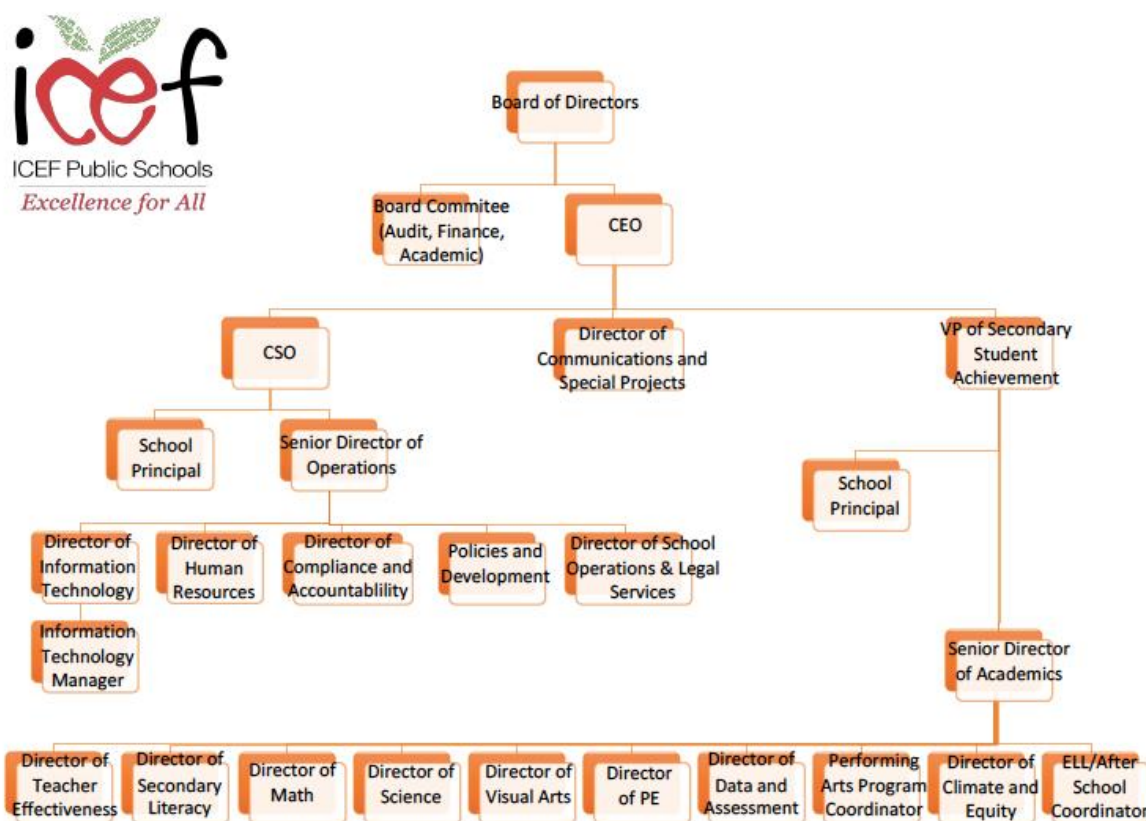 icef
ICEF Public Schools
Excellence for All
Board of Directors
Board Commitee
(Audit, Finance,
Academic)
CEO
CSO
Director of
Communications and
Special Projects
VP of Secondary
Student
Achievement
School
Principal
Senior Director of
Operations
School
Principal
Director of
Information
Technology
Director of
Human
Resources
Director of
Compliance and
Accountablility
Policies and
Development
Director of School
Operations & Legal
Services
Information
Technology
Manager
Senior Director
of Academics
Director of
Teacher
Effectiveness
Director of
Secondary
Literacy
Director of
Math
Director of
Science
Director of
Visual Arts
Director
of PE
Director of
Data and
Assessment
Performing
Arts Program
Coordinator
Director of
Climate and
Equity
ELL/After
School
Coordinator